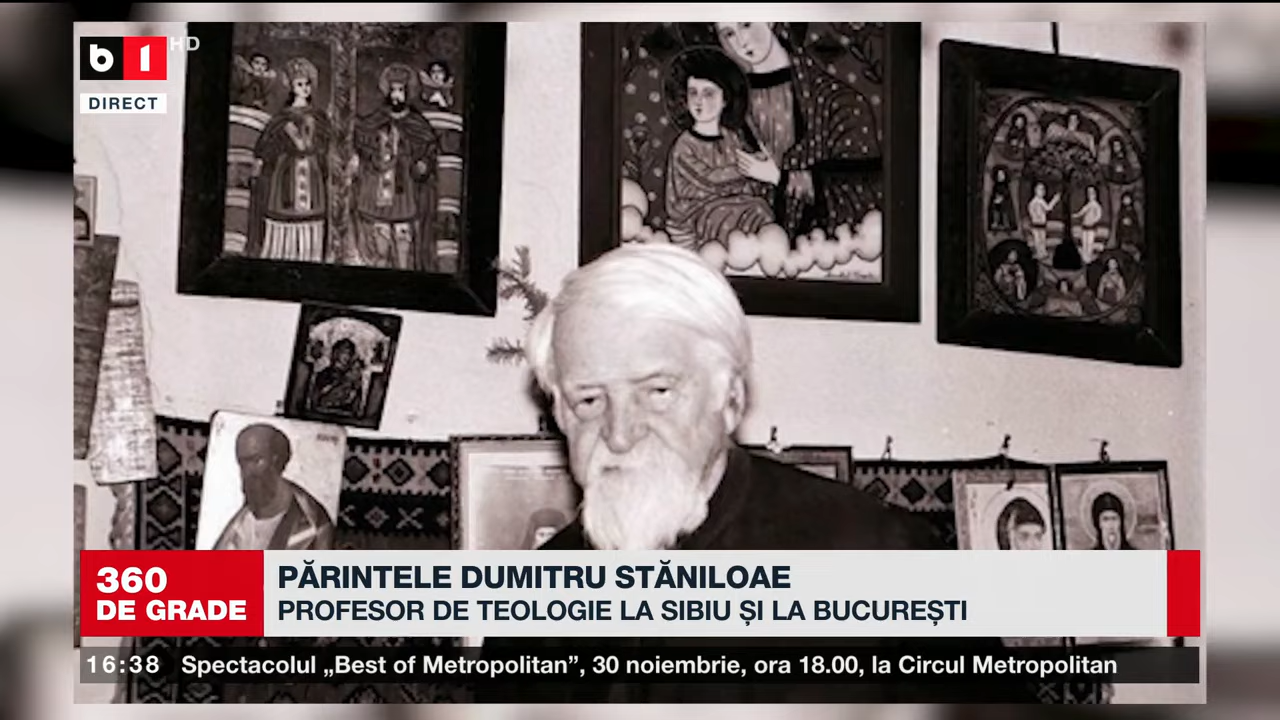 b1 HD
DIRECT
360
DE GRADE
PĂRINTELE DUMITRU STĂNILOAE
PROFESOR DE TEOLOGIE LA SIBIU ȘI LA BUCUREȘTI
16:38 Spectacolul „Best of Metropolitan”, 30 noiembrie, ora 18.00, la Circul Metropolitan